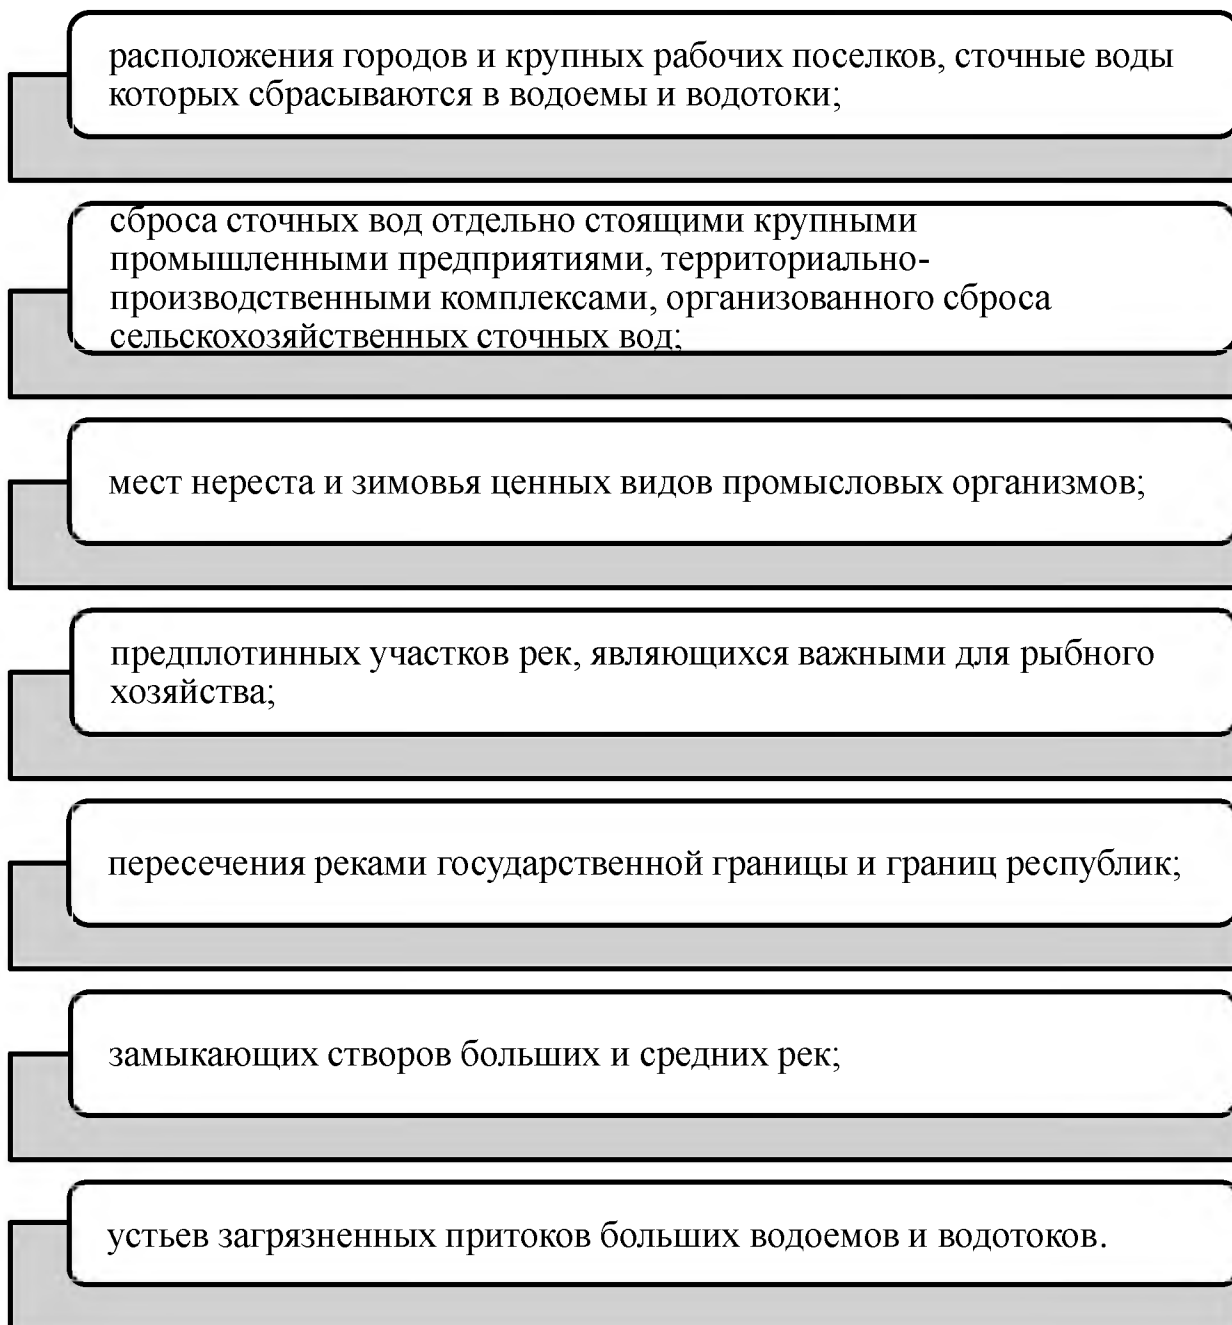 расположения городов и крупных рабочих поселков, сточные воды
которых сбрасываются в водоемы и водотоки;
сброса сточных вод отдельно стоящими крупными
промышленными предприятиями, территориально-
производственными комплексами, организованного сброса
сельскохозяйственных сточных вод;
мест нереста и зимовья ценных видов промысловых организмов;
предплотинных участков рек, являющихся важными для рыбного
хозяйства;
пересечения реками государственной границы и границ республик;
замыкающих створов больших и средних рек;
устьев загрязненных притоков больших водоемов и водотоков.